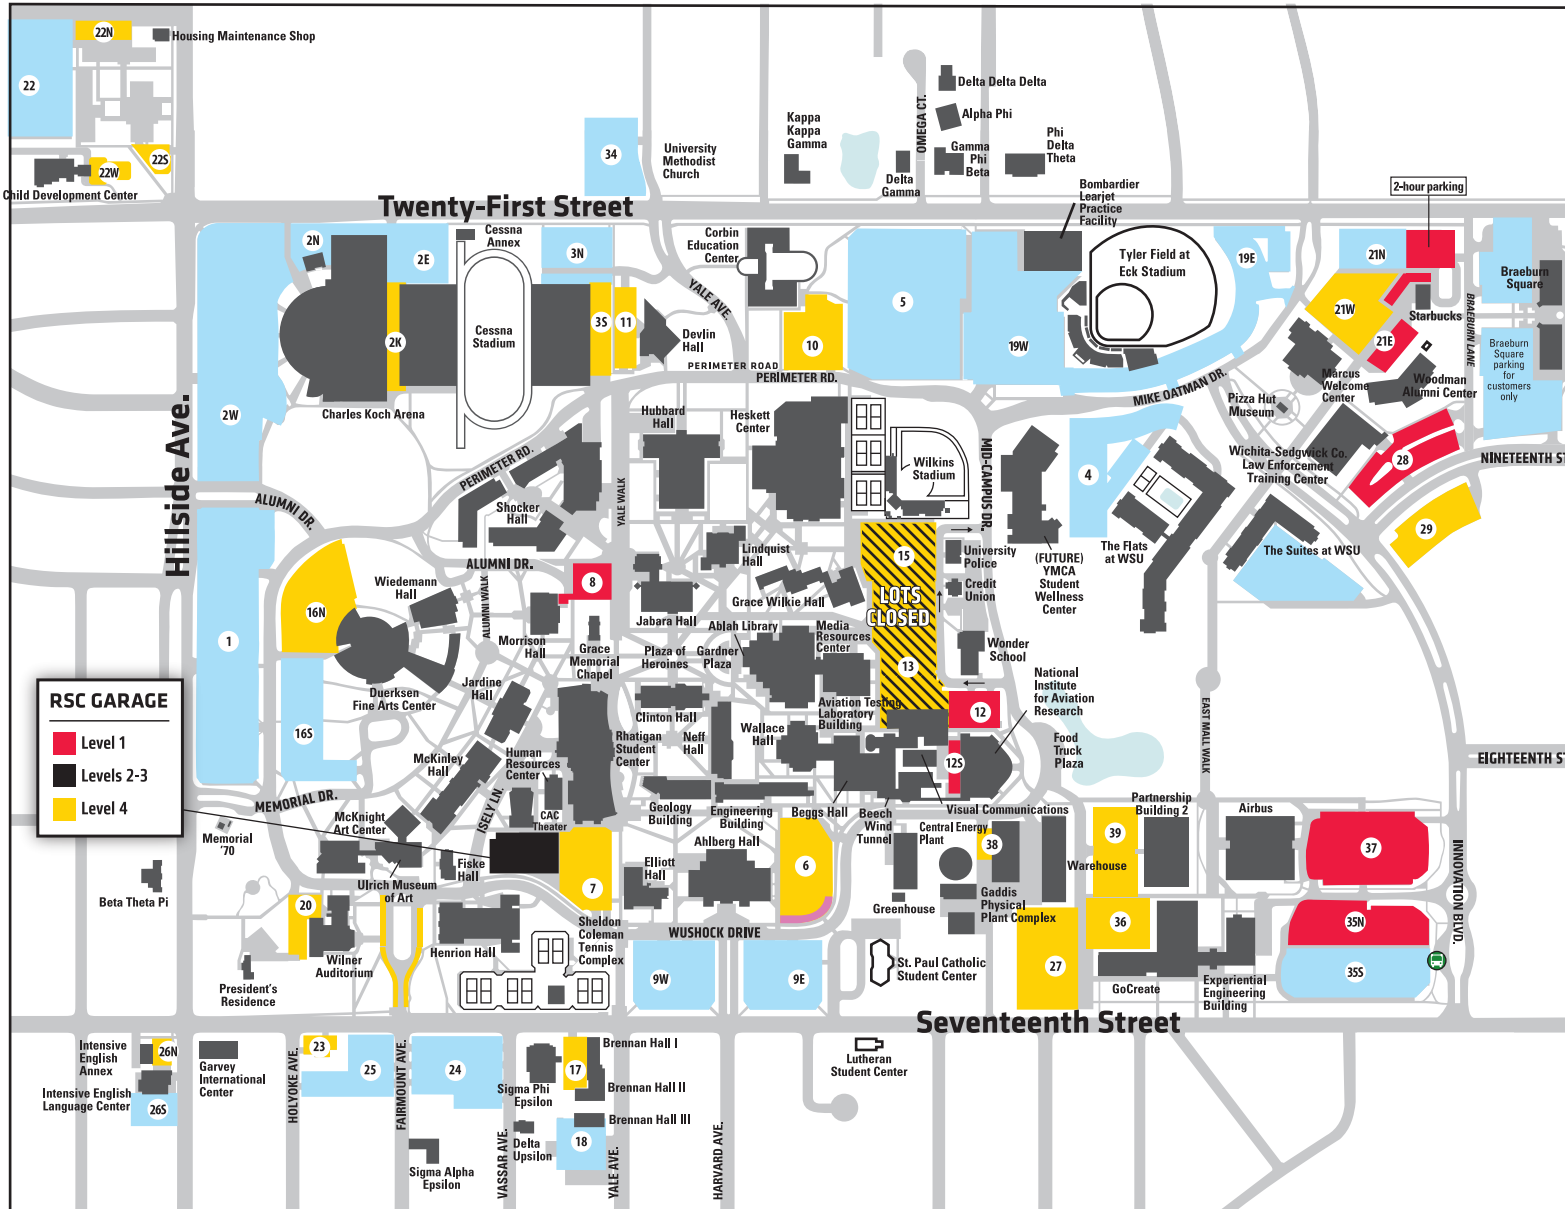 22N
Housing Maintenance Shop
22
22S
22W
Child Development Center
34
University
Methodist
Church
Kappa
Kappa
Gamma
OMEGA CT.
Delta Delta Delta
Alpha Phi
Gamma
Phi
Beta
Delta
Gamma
Phi
Delta
Theta
Bombardier
Learjet
Practice
Facility
2-hour parking
Twenty-First Street
2N
2E
Cessna
Annex
3N
Corbin
Education
Center
YALE AVE.
5
Tyler Field at
Eck Stadium
19E
21N
Braeburn
Square
BRAEBURN LANE
2K
Cessna
Stadium
3S
11
Devlin
Hall
10
19W
21W
Starbucks
21E
Braeburn
Square
parking
for
customers
only
PERIMETER ROAD
PERIMETER RD.
MIKE OATMAN DR.
Marcus
Welcome
Center
Woodman
Alumni Center
Pizza Hut
Museum
Hillside Ave.
2W
Charles Koch Arena
Hubbard
Hall
Heskett
Center
Wilkins
Stadium
MID-CAMPUS DR.
4
Wichita-Sedgwick Co.
Law Enforcement
Training Center
28
NINETEENTH ST
29
PERIMETER RD.
Shocker
Hall
YALE WALK
ALUMNI DR.
ALUMNI DR.
Lindquist
Hall
15
University
Police
(FUTURE)
YMCA
Student
Wellness
Center
The Flats
at WSU
The Suites at WSU
Wiedemann
Hall
8
Grace Wilkie Hall
LOTS
CLOSED
Credit
Union
16N
ALUMNI WALK
Morrison
Hall
Grace
Memorial
Chapel
Jabara Hall
Ablah Library
Media
Resources
Center
Plaza of
Heroines
Gardner
Plaza
13
Wonder
School
National
Institute
for Aviation
Research
1
Duerksen
Fine Arts Center
Jardine
Hall
Clinton Hall
Aviation Testing
Laboratory
Building
12
RSC GARAGE
Level 1
Levels 2-3
Level 4
16S
McKinley
Hall
Human
Resources
Center
Rhatigan
Student
Center
Neff
Hall
Wallace
Hall
12S
Food
Truck
Plaza
EAST MALL WALK
EIGHTEENTH ST
MEMORIAL DR.
Memorial
'70
McKnight
Art Center
ISELY LN.
CAC
Theater
Geology
Building
Engineering
Building
Beggs Hall
Beech
Wind
Tunnel
Visual Communications
Partnership
Building 2
Airbus
Central Energy
Plant
38
39
Warehouse
37
INNOVATION BLVD.
Ahlberg Hall
Elliott
Hall
6
Beta Theta Pi
Ulrich Museum
of Art
Fiske
Hall
7
Greenhouse
Gaddis
Physical
Plant Complex
36
35N
20
Wilner
Auditorium
Henrion Hall
Sheldon
Coleman
Tennis
Complex
WUSHOCK DRIVE
9W
9E
St. Paul Catholic
Student Center
27
GoCreate
Experiential
Engineering
Building
35S
President's
Residence
Seventeenth Street
Intensive
English
Annex
26N
Garvey
International
Center
Intensive English
Language Center
26S
HOLYOKE AVE.
23
25
FAIRMOUNT AVE.
24
Sigma Phi
Epsilon
17
Brennan Hall I
Brennan Hall II
Brennan Hall III
Lutheran
Student Center
VASSAR AVE.
Delta
Upsilon
18
YALE AVE.
HARVARD AVE.
Sigma Alpha
Epsilon